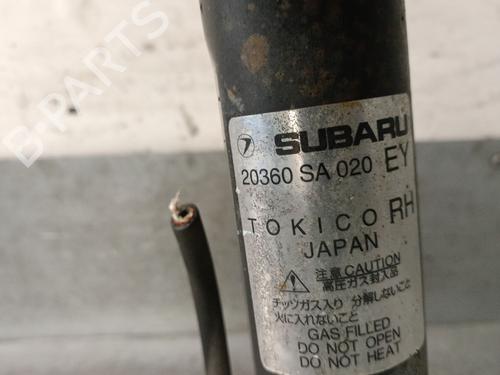 B-PARTS
SUBARU
20360 SA 020 EY
TOKICO RH
JAPAN
注意 CAUTION
高圧ガス封入品
チッソガス入り 分解しないこと
火に入れないこと
GAS FILLED
DO NOT OPEN
DO NOT HEAT